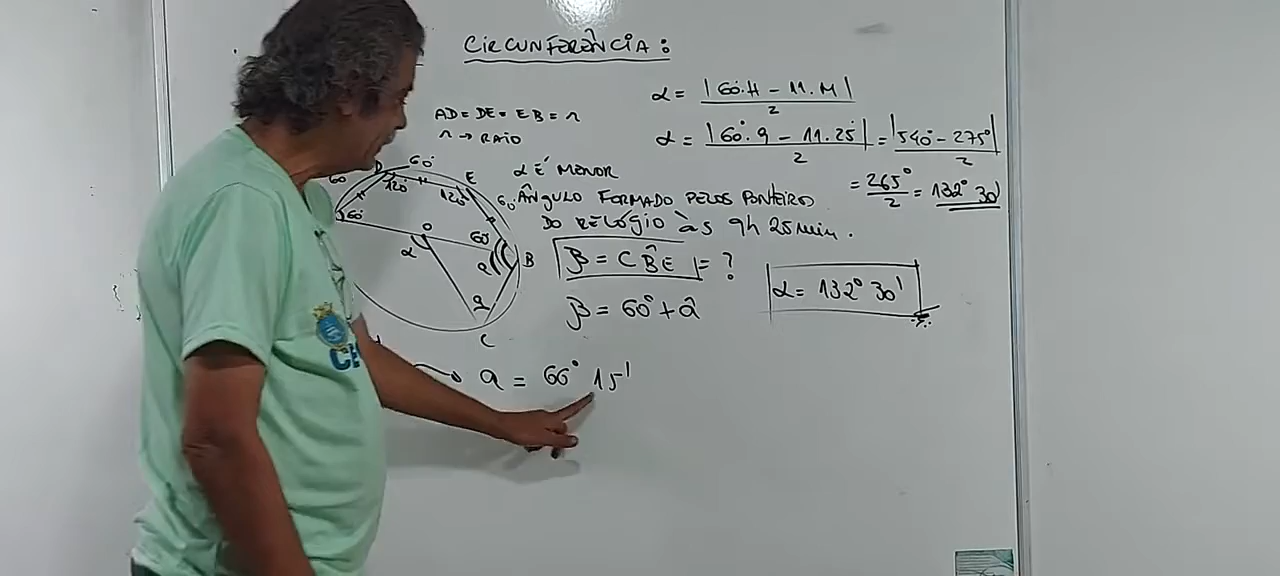 CIRCUNFERÊNCIA:
α = |60.H - 11.M| / 2
AD = DE = EB = r
r → RAIO
α = |60°.9 - 11.25| / 2 = |540° - 275°| / 2
α É MENOR
= 265° / 2 = 132° 30'
ÂNGULO FORMADO PELOS PONTEIROS
DO RELÓGIO ÀS 9h 25min.
β = CB̂E = ?
α = 132° 30'
β = 60° + a
a = 66° 15'
D
60°
60
120°
E
120°
60°
60°
60°
O
α
a
B
a
C
CE